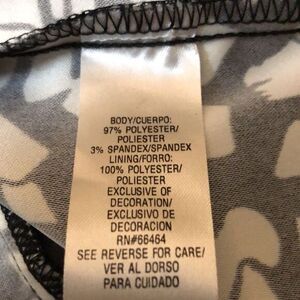 BODY/CUERPO:
97% POLYESTER/
POLIESTER
3% SPANDEX/SPANDEX
LINING/FORRO:
100% POLYESTER/
POLIESTER
EXCLUSIVE OF
DECORATION/
EXCLUSIVO DE
DECORACION
RN#66464
SEE REVERSE FOR CARE/
VER AL DORSO
PARA CUIDADO